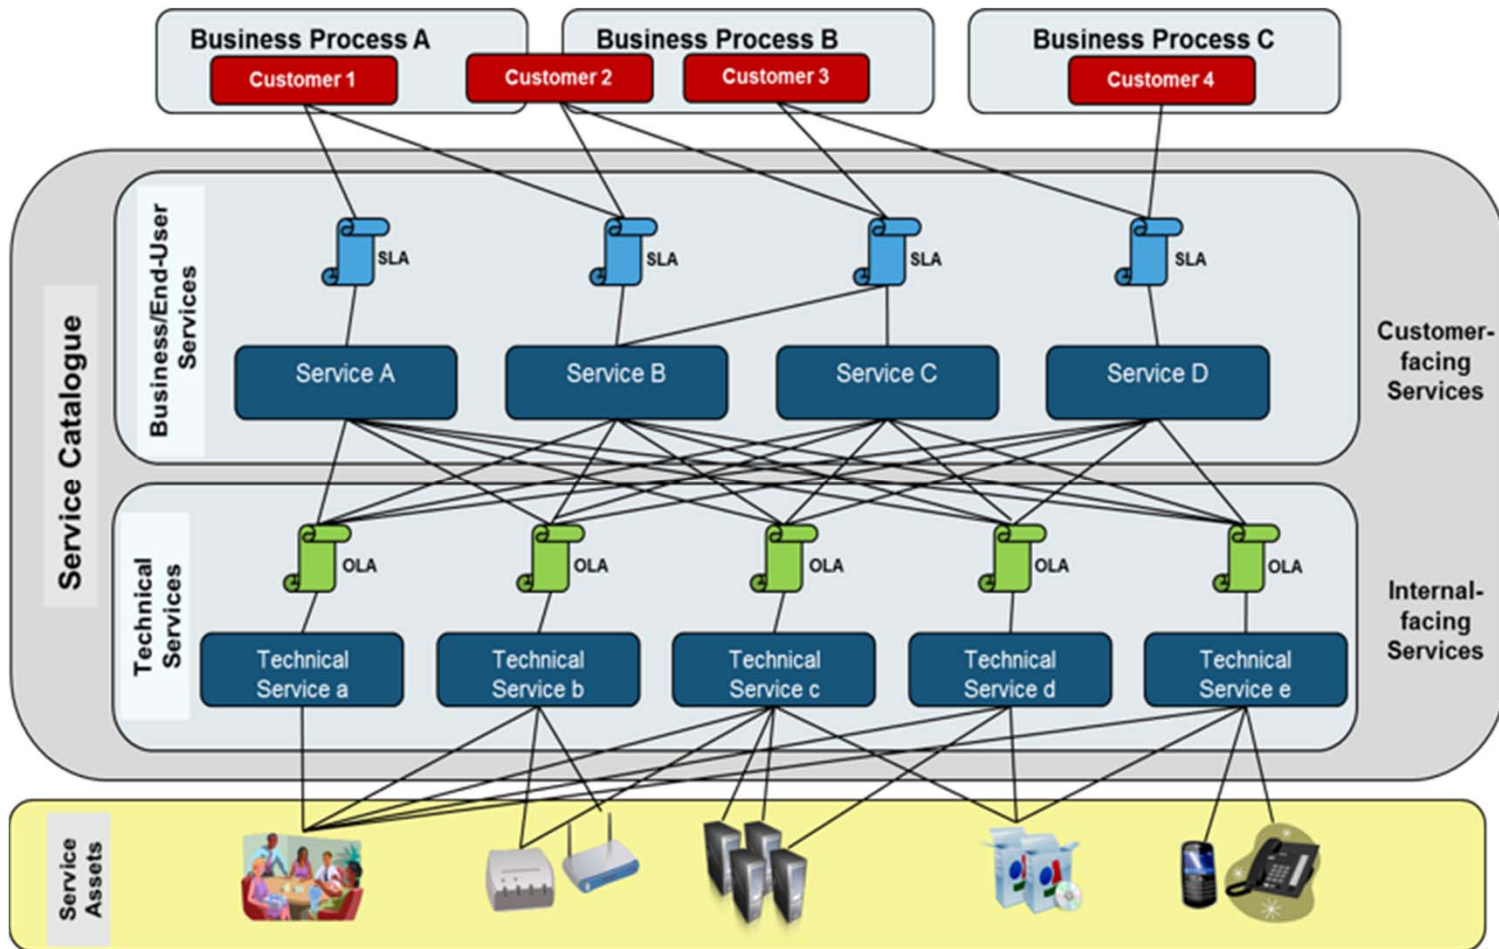 Business Process A
Business Process B
Business Process C
Customer 1
Customer 2
Customer 3
Customer 4
Service Catalogue
Business/End-User
Services
SLA
SLA
SLA
SLA
Service A
Service B
Service C
Service D
Customer-
facing
Services
Technical
Services
OLA
OLA
OLA
OLA
OLA
Technical
Service a
Technical
Service b
Technical
Service c
Technical
Service d
Technical
Service e
Internal-
facing
Services
Service
Assets